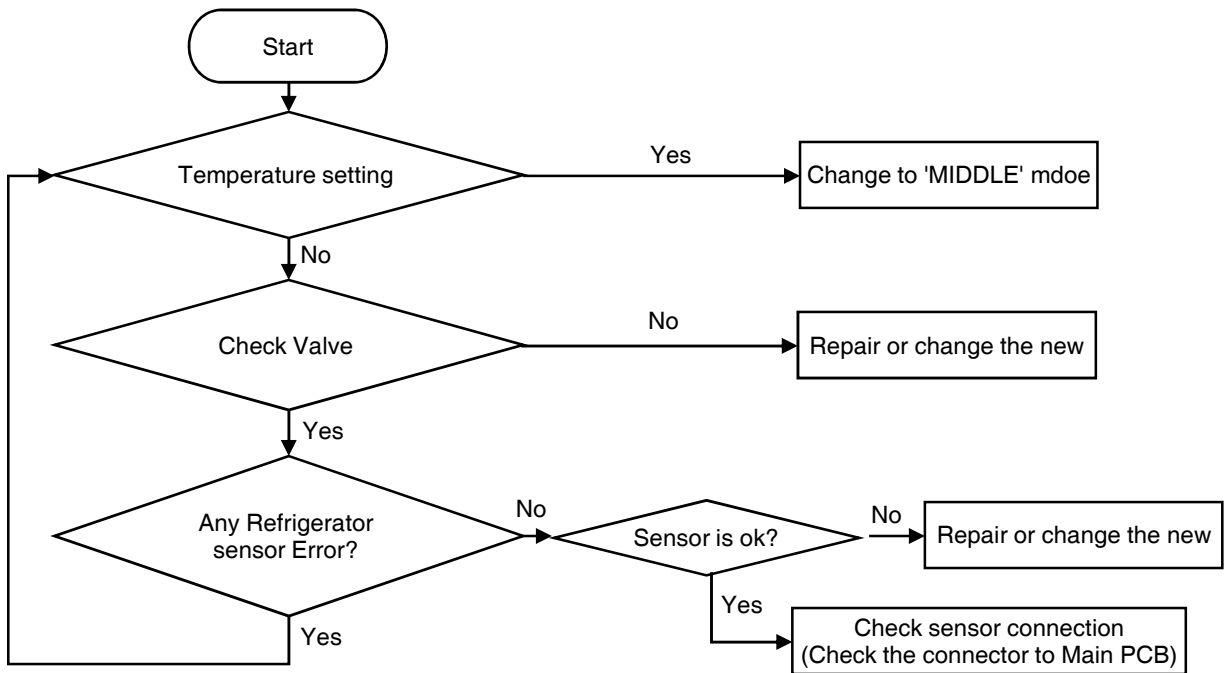 Start
Temperature setting
Yes
Change to 'MIDDLE' mdoe
No
Check Valve
No
Repair or change the new
Yes
Any Refrigerator
sensor Error?
No
Sensor is ok?
No
Repair or change the new
Yes
Yes
Check sensor connection
(Check the connector to Main PCB)